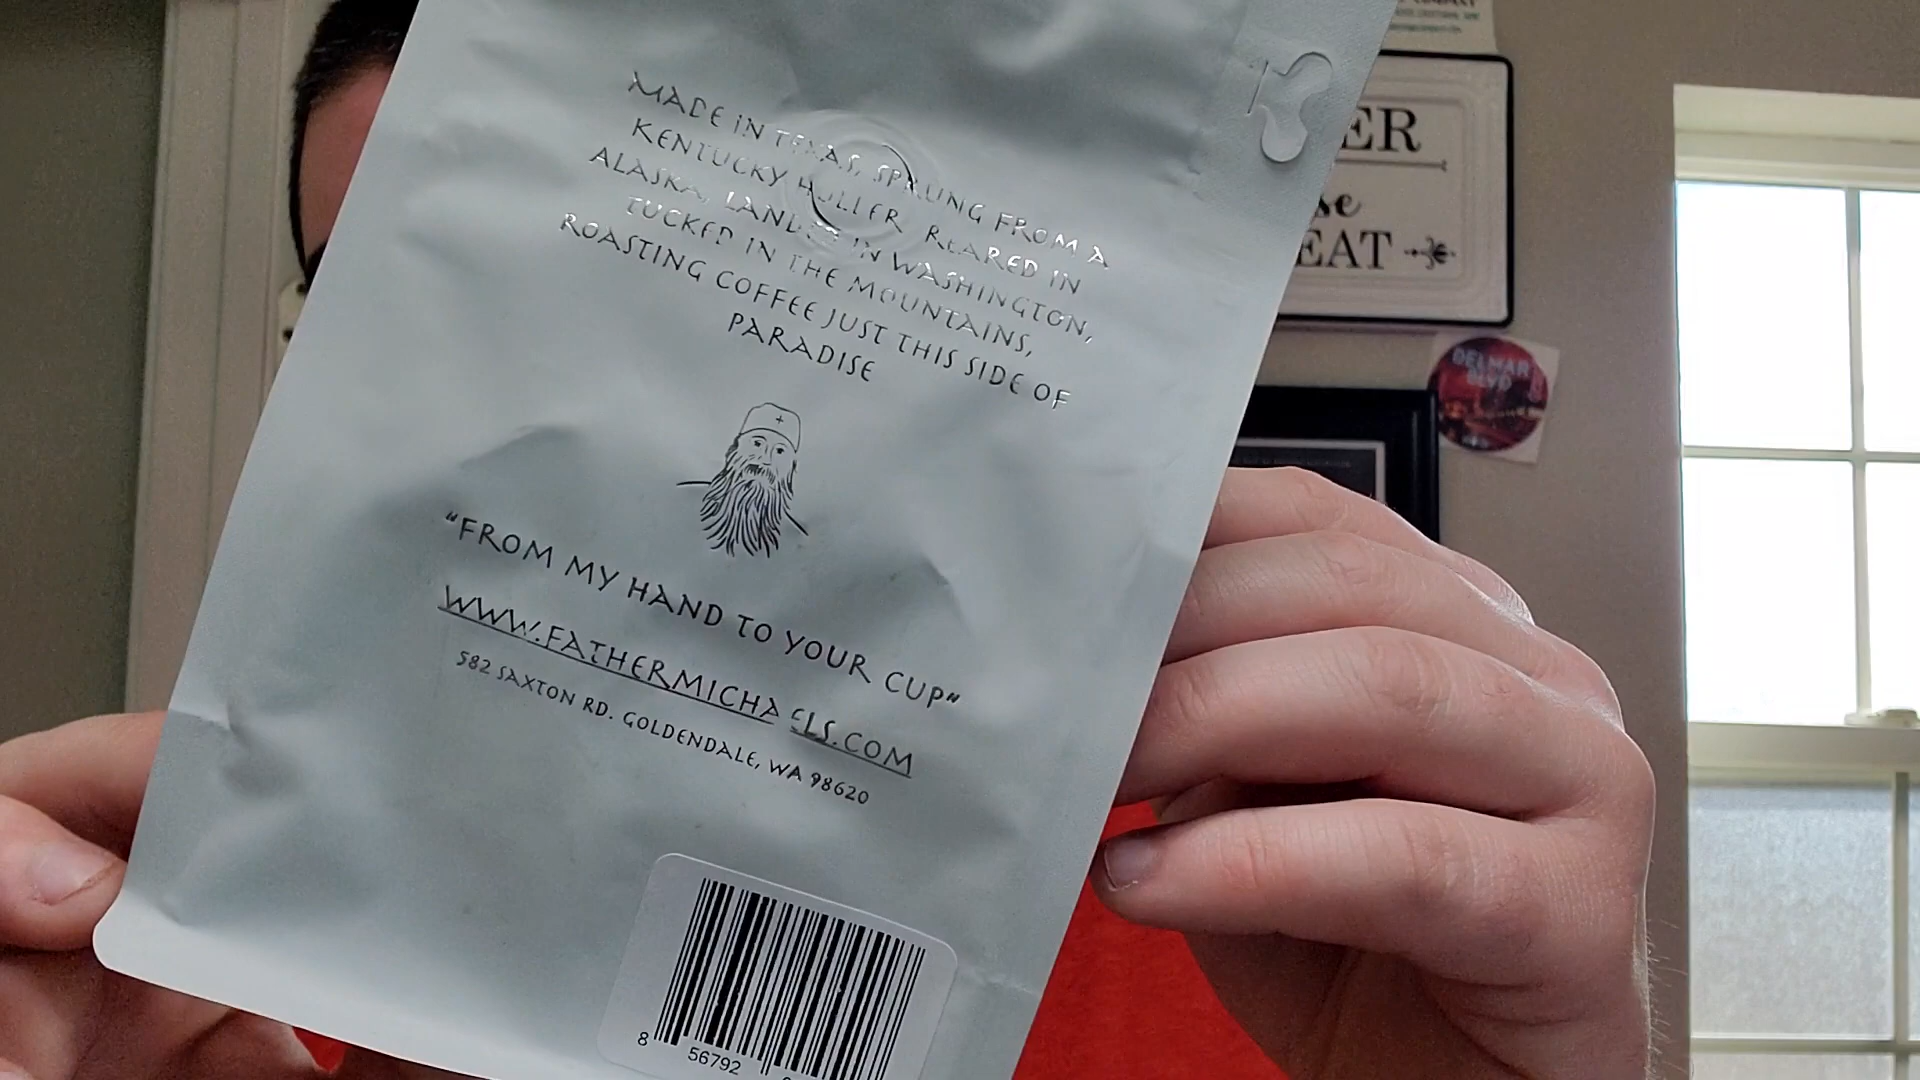 MADE IN TEXAS, SPRUNG FROM A
KENTUCKY HOLLER REARED IN
ALASKA, LANDED IN WASHINGTON,
TUCKED IN THE MOUNTAINS,
ROASTING COFFEE JUST THIS SIDE OF
PARADISE
"FROM MY HAND TO YOUR CUP"
WWW.FATHERMICHAELS.COM
582 SAXTON RD. GOLDENDALE, WA 98620
8 56792
ER
se
EAT
DELMAR
BLVD
COMPANY